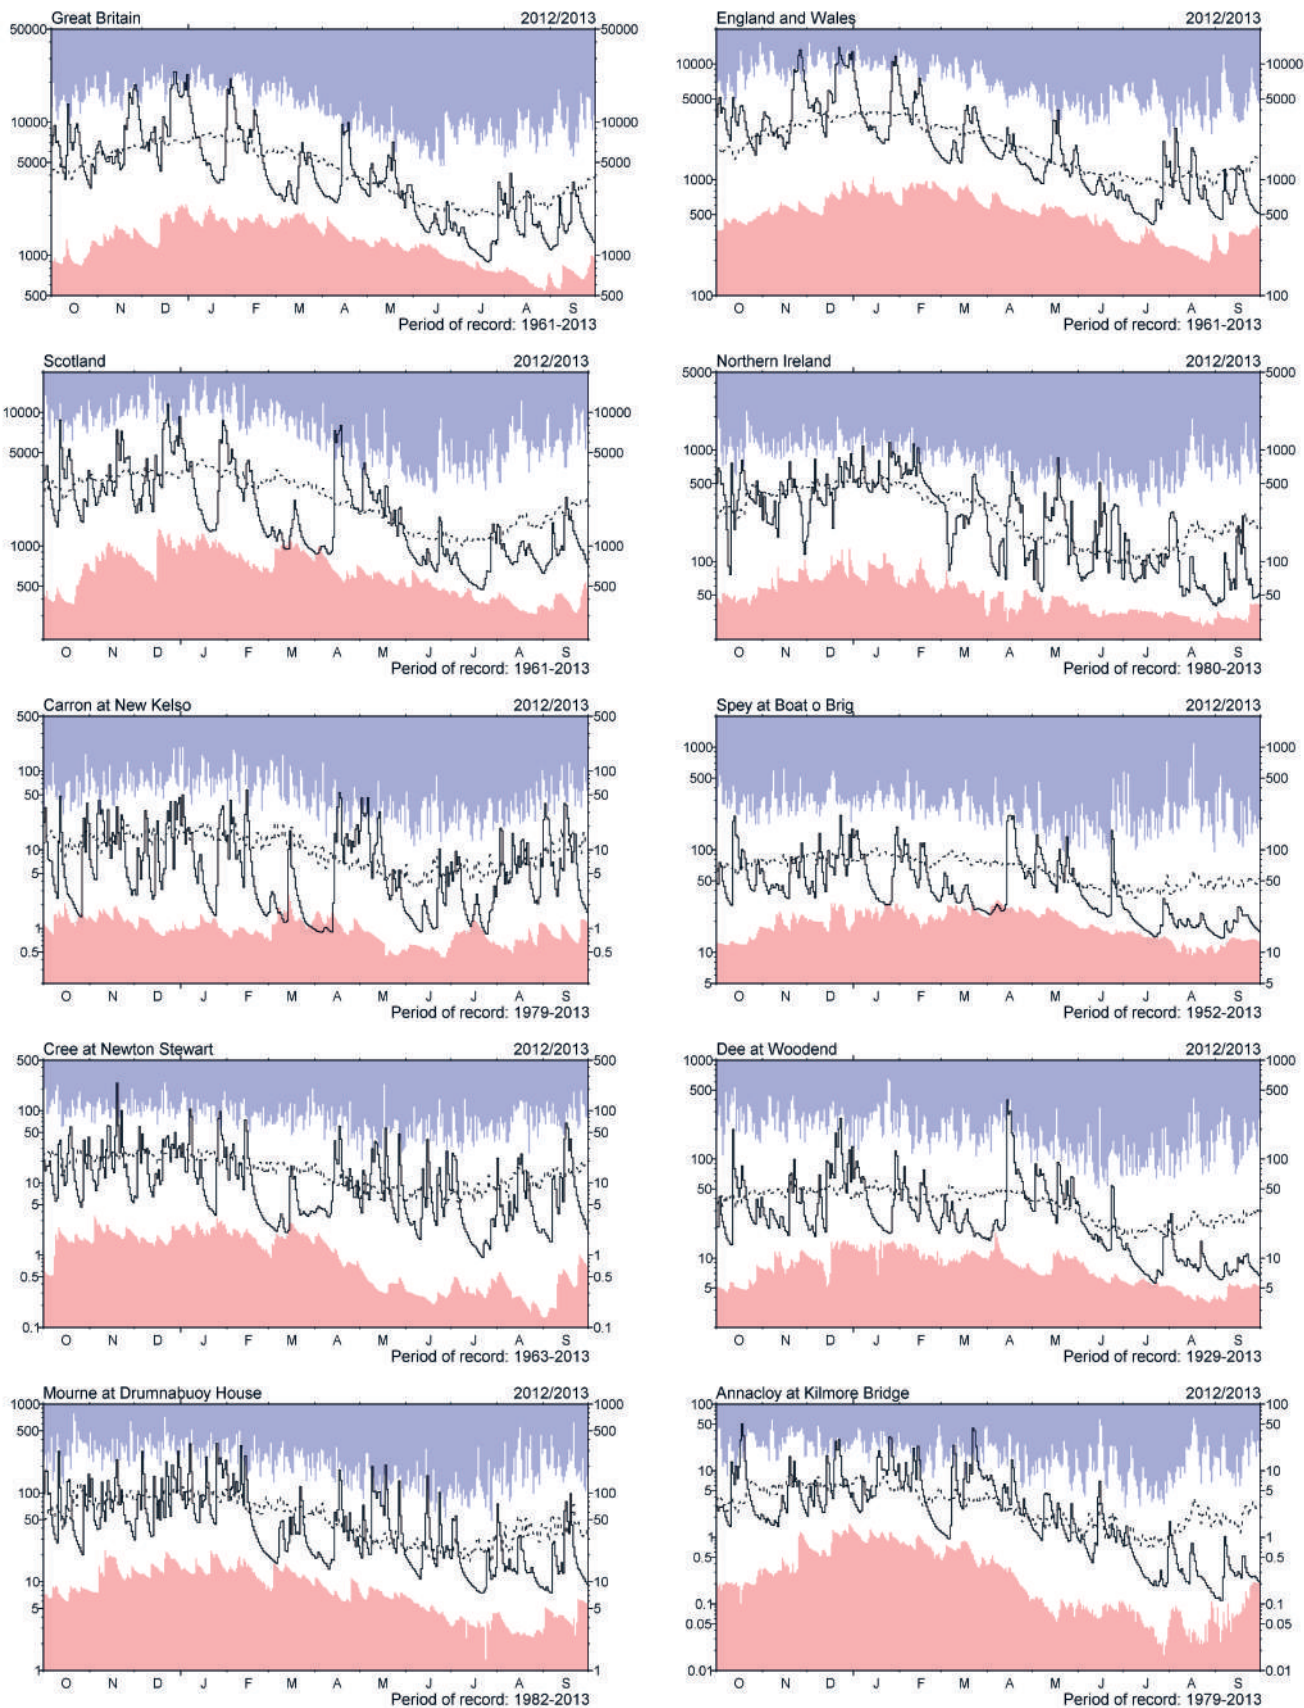 Great Britain 2012/2013 England and Wales 2012/2013
50000 50000
10000 10000 10000 10000
5000 5000 5000 5000
1000 1000 1000 1000
500 500
500 500 100 100
O N D J F M A M J J A S O N D J F M A M J J A S
Period of record: 1961-2013 Period of record: 1961-2013
Scotland 2012/2013 Northern Ireland 2012/2013
5000 5000
10000 10000
5000 5000 1000 1000
500 500
1000 1000
500 500 100 100
50 50
O N D J F M A M J J A S O N D J F M A M J J A S
Period of record: 1961-2013 Period of record: 1980-2013
Carron at New Kelso 2012/2013 Spey at Boat o Brig 2012/2013
500 500
1000 1000
100 100 500 500
50 50
10 10 100 100
5 5 50 50
1 1
0.5 0.5 10 10
5 5
O N D J F M A M J J A S O N D J F M A M J J A S
Period of record: 1979-2013 Period of record: 1952-2013
Cree at Newton Stewart 2012/2013 Dee at Woodend 2012/2013
500 500 1000 1000
500 500
100 100
50 50 100 100
10 10 50 50
5 5
1 1 10 10
0.5 0.5 5 5
0.1 0.1
O N D J F M A M J J A S O N D J F M A M J J A S
Period of record: 1963-2013 Period of record: 1929-2013
Mourne at Drumnabuoy House 2012/2013 Annacloy at Kilmore Bridge 2012/2013
1000 1000 100 100
500 500 50 50
100 100 10 10
50 50 5 5
1 1
10 10 0.5 0.5
5 5 0.1 0.1
0.05 0.05
1 1 0.01 0.01
O N D J F M A M J J A S O N D J F M A M J J A S
Period of record: 1982-2013 Period of record: 1979-2013